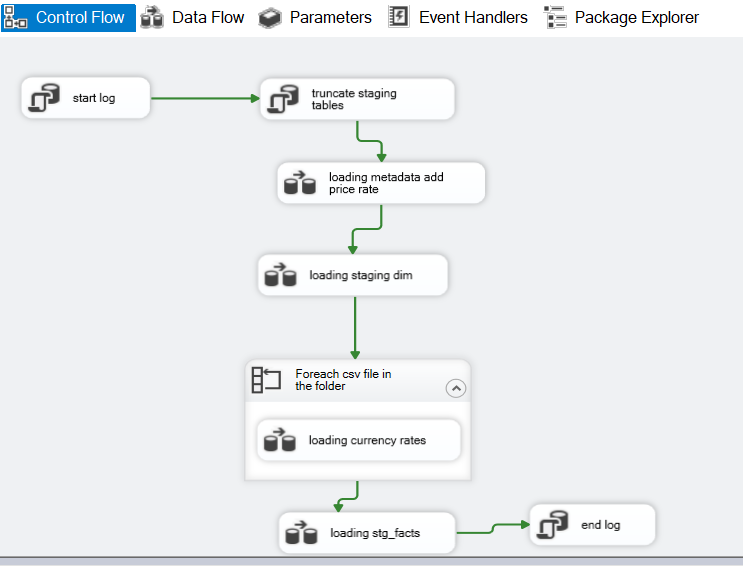 Control Flow
Data Flow
Parameters
Event Handlers
Package Explorer
start log
truncate staging
tables
loading metadata add
price rate
loading staging dim
Foreach csv file in
the folder
loading currency rates
loading stg_facts
end log